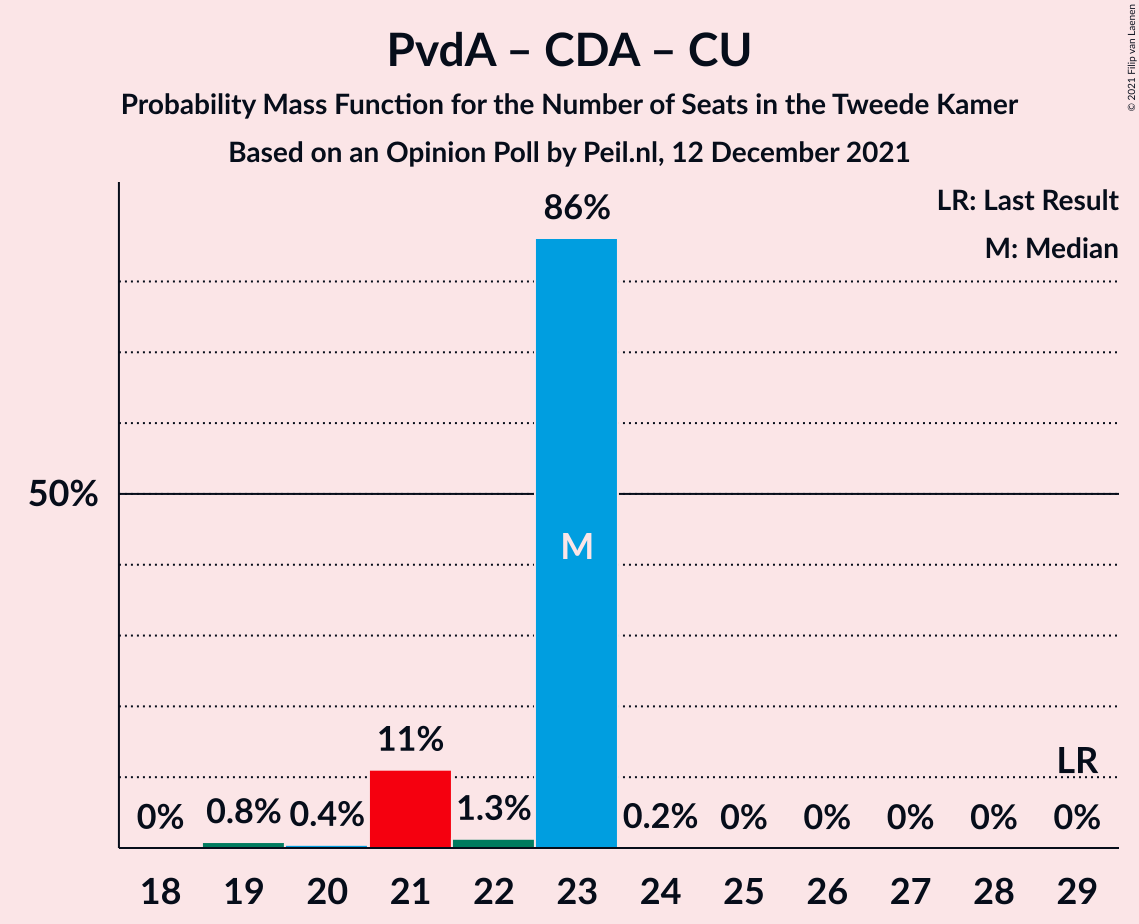 PvdA – CDA – CU
Probability Mass Function for the Number of Seats in the Tweede Kamer
Based on an Opinion Poll by Peil.nl, 12 December 2021
© 2021 Filip van Laenen
LR: Last Result
M: Median
86%
50%
M
11%
LR
0% 0.8% 0.4% 1.3% 0.2% 0% 0% 0% 0% 0%
18 19 20 21 22 23 24 25 26 27 28 29